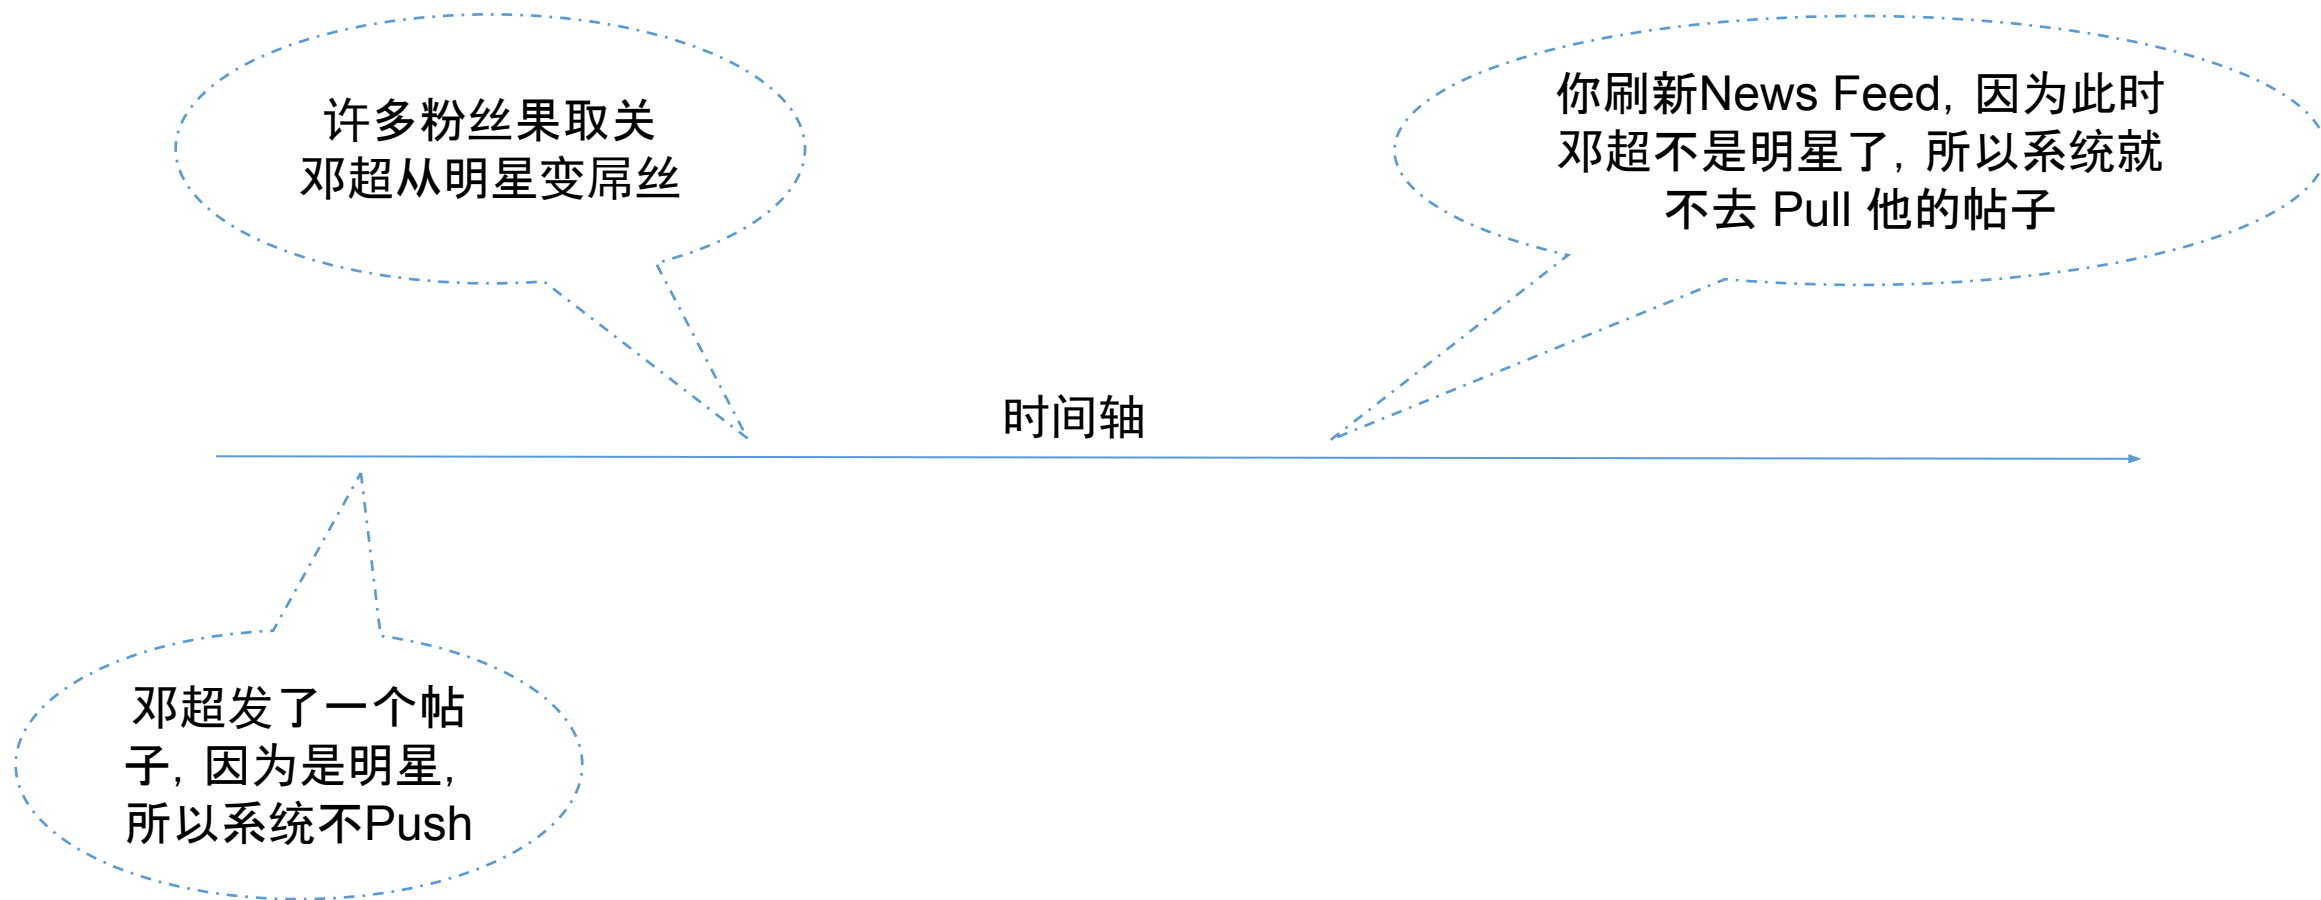 许多粉丝果取关
邓超从明星变屌丝
你刷新News Feed，因为此时
邓超不是明星了，所以系统就
不去 Pull 他的帖子
时间轴
邓超发了一个帖
子，因为是明星，
所以系统不Push